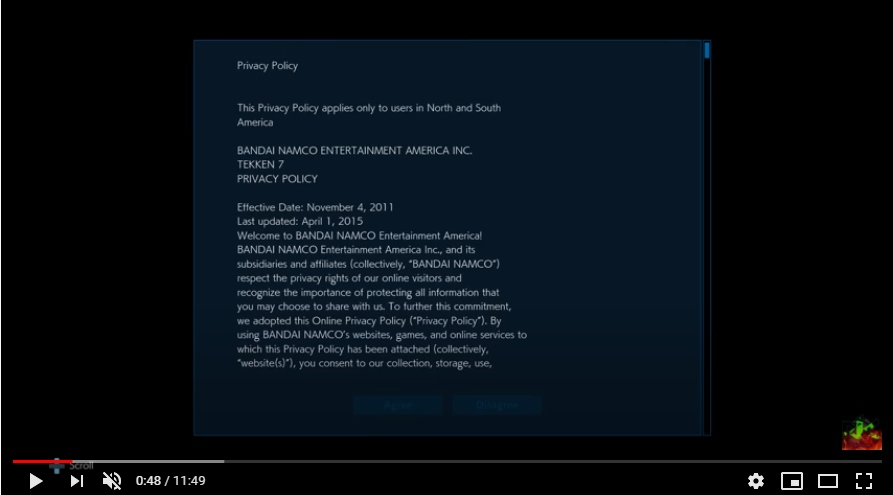 Privacy Policy
This Privacy Policy applies only to users in North and South
America
BANDAI NAMCO ENTERTAINMENT AMERICA INC.
TEKKEN 7
PRIVACY POLICY
Effective Date: November 4, 2011
Last updated: April 1, 2015
Welcome to BANDAI NAMCO Entertainment America!
BANDAI NAMCO Entertainment America Inc., and its
subsidiaries and affiliates (collectively, “BANDAI NAMCO”)
respect the privacy rights of our online visitors and
recognize the importance of protecting all information that
you may choose to share with us. To further this commitment,
we adopted this Online Privacy Policy (“Privacy Policy”). By
using BANDAI NAMCO’s websites, games, and online services to
which this Privacy Policy has been attached (collectively,
“website(s)”), you consent to our collection, storage, use,
Agree Disagree
Scroll
0:48 / 11:49